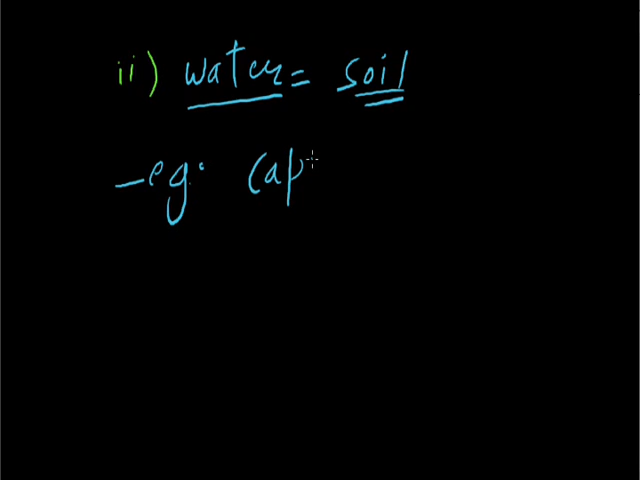 ii) water = soil
- eg. Cap